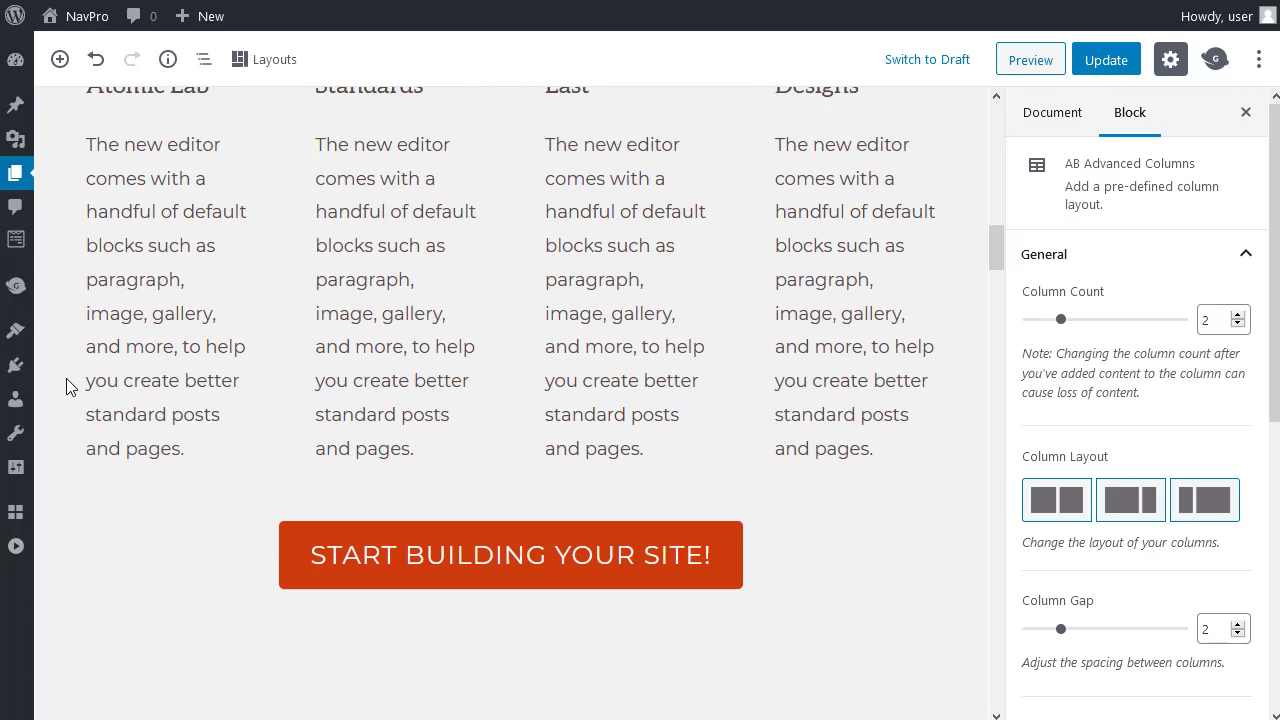 NavPro 0 New Howdy, user
Layouts Switch to Draft Preview G Update
Atomic Lab Standards East Designs
The new editor The new editor The new editor The new editor
comes with a comes with a comes with a comes with a
handful of default handful of default handful of default handful of default
blocks such as blocks such as blocks such as blocks such as
paragraph, paragraph, paragraph, paragraph,
image, gallery, image, gallery, image, gallery, image, gallery,
and more, to help and more, to help and more, to help and more, to help
you create better you create better you create better you create better
standard posts standard posts standard posts standard posts
and pages. and pages. and pages. and pages.
START BUILDING YOUR SITE!
Document Block
AB Advanced Columns
Add a pre-defined column
layout.
General
Column Count
2
Note: Changing the column count after
you've added content to the column can
cause loss of content.
Column Layout
Change the layout of your columns.
Column Gap
2
Adjust the spacing between columns.